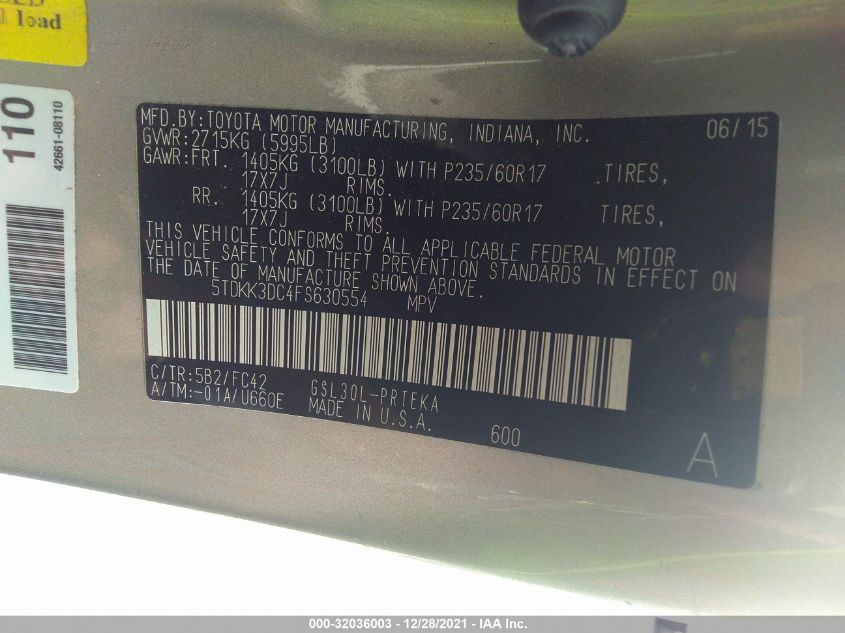 l load
110
42661-08110
MFD.BY:TOYOTA MOTOR MANUFACTURING, INDIANA, INC. 06/15
GVWR:2715KG (5995LB)
GAWR:FRT. 1405KG (3100LB) WITH P235/60R17 TIRES,
17X7J RIMS.
RR. 1405KG (3100LB) WITH P235/60R17 TIRES,
17X7J RIMS.
THIS VEHICLE CONFORMS TO ALL APPLICABLE FEDERAL MOTOR
VEHICLE SAFETY AND THEFT PREVENTION STANDARDS IN EFFECT ON
THE DATE OF MANUFACTURE SHOWN ABOVE.
5TDKK3DC4FS630554 MPV
C/TR:5B2/FC42 GSL30L-PRTEKA
A/TM:-01A/U660E MADE IN U.S.A. 600
A
000-32036003 - 12/28/2021 - IAA Inc.